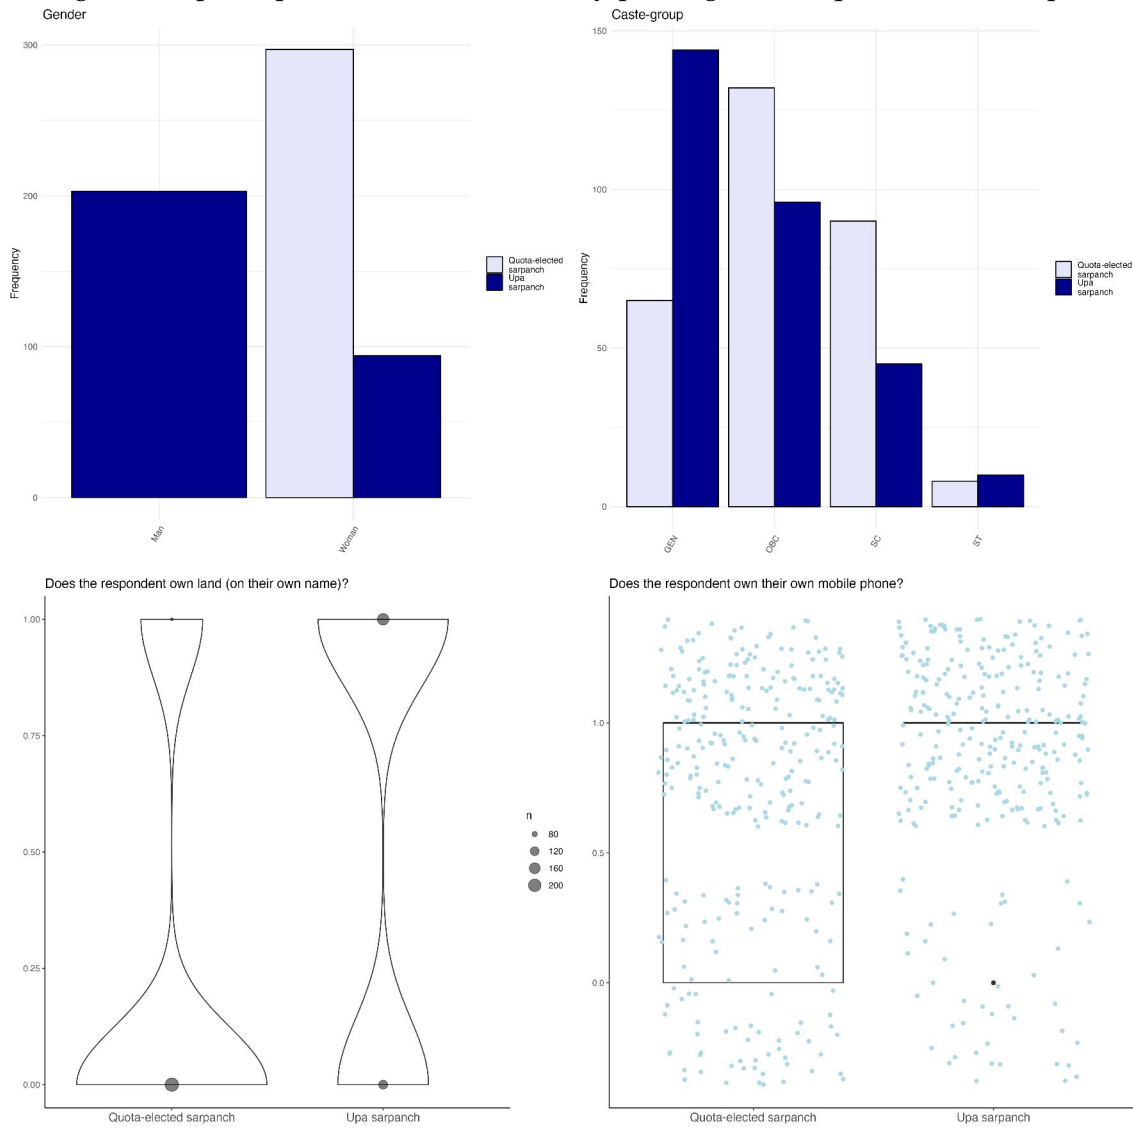 Gender
300
200
100
0
Frequency
Man
Woman
Quota-elected
sarpanch
Upa
sarpanch
Caste-group
150
100
50
0
Frequency
GEN
OBC
SC
ST
Quota-elected
sarpanch
Upa
sarpanch
Does the respondent own land (on their own name)?
1.00
0.75
0.50
0.25
0.00
Quota-elected sarpanch
Upa sarpanch
n
80
120
160
200
Does the respondent own their own mobile phone?
1.0
0.5
0.0
Quota-elected sarpanch
Upa sarpanch